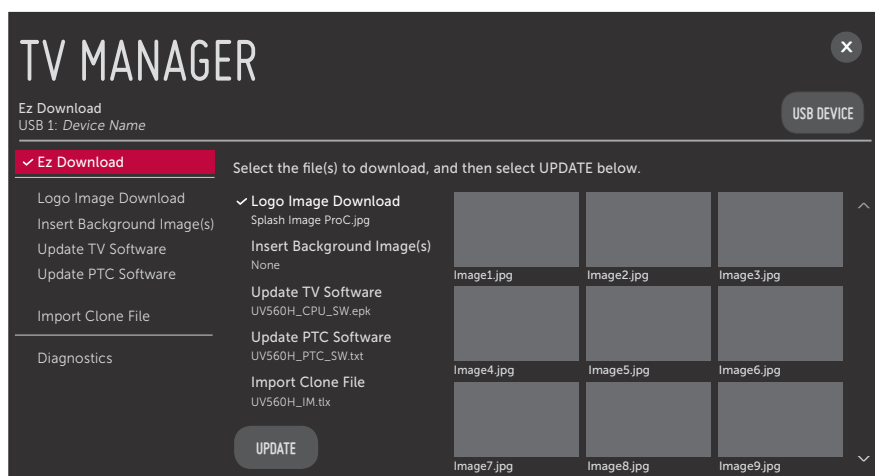 TV MANAGER
X
Ez Download
USB 1: Device Name
USB DEVICE
Ez Download
Logo Image Download
Insert Background Image(s)
Update TV Software
Update PTC Software
Import Clone File
Diagnostics
Select the file(s) to download, and then select UPDATE below.
Logo Image Download
Splash Image ProC.jpg
Insert Background Image(s)
None
Update TV Software
UV560H_CPU_SW.epk
Update PTC Software
UV560H_PTC_SW.txt
Import Clone File
UV560H_IM.tlx
UPDATE
Image1.jpg
Image2.jpg
Image3.jpg
Image4.jpg
Image5.jpg
Image6.jpg
Image7.jpg
Image8.jpg
Image9.jpg